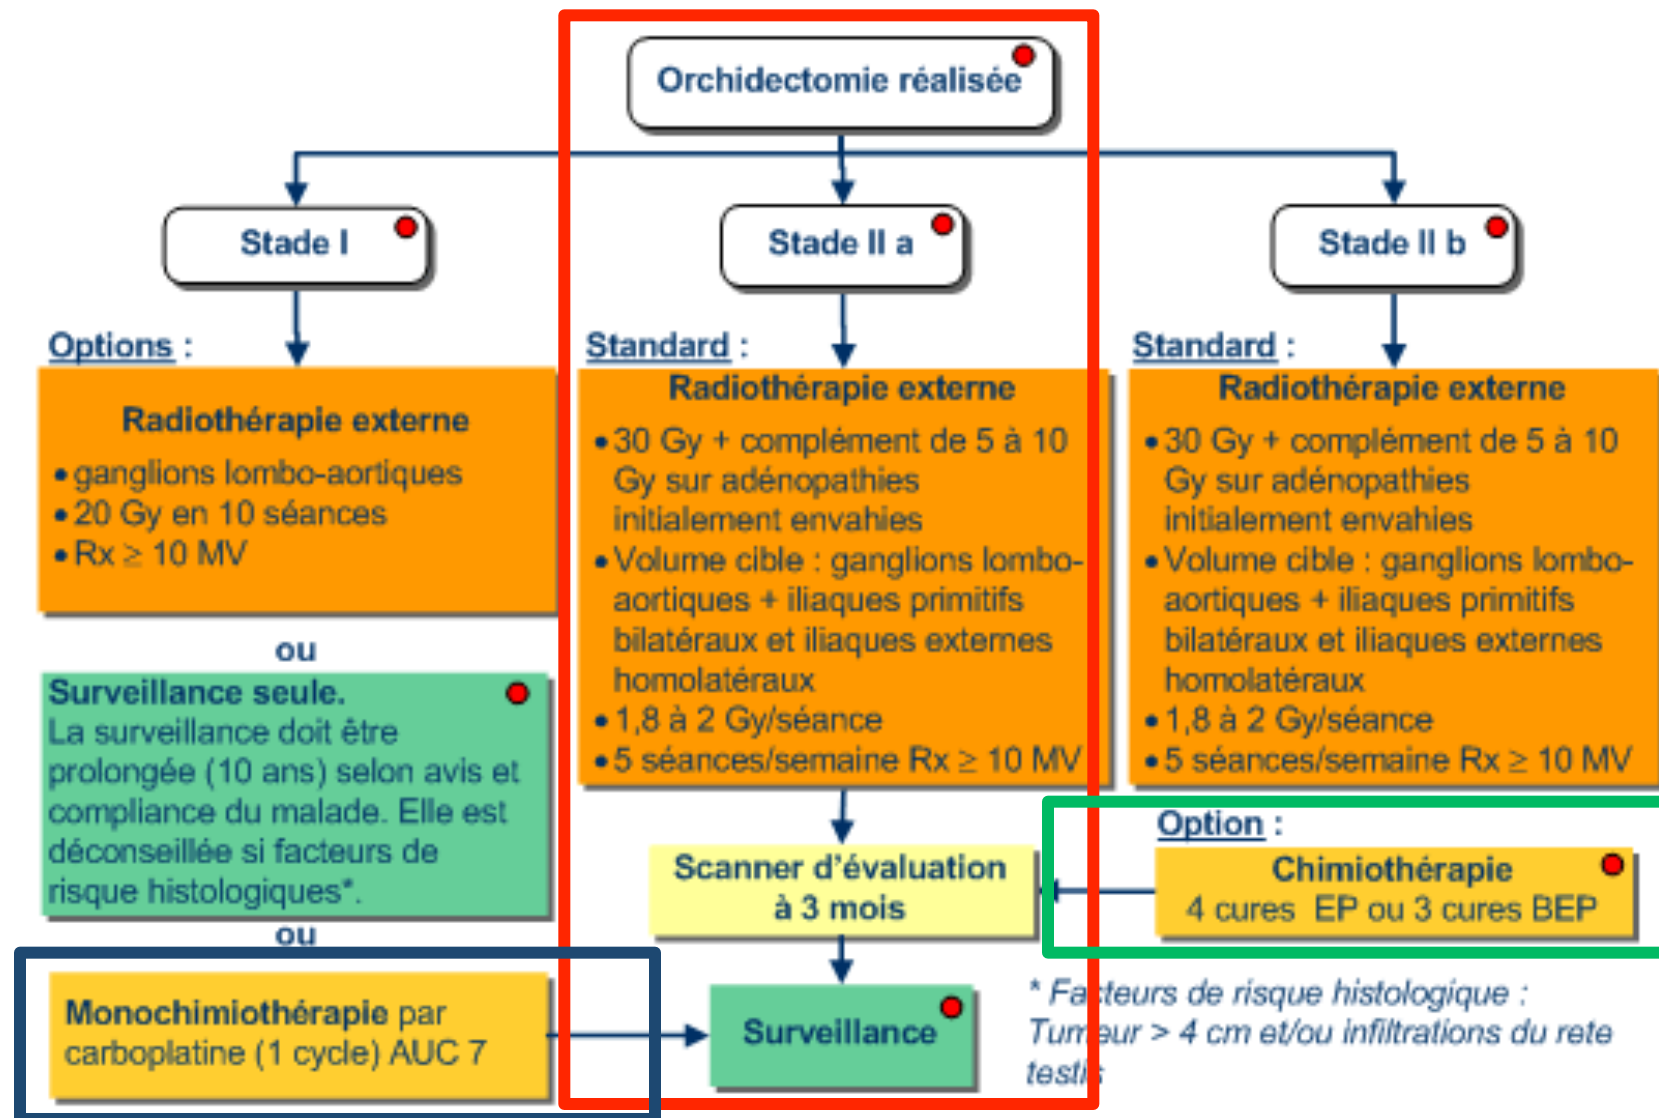 Orchidectomie réalisée
Stade I
Stade II a
Stade II b
Options :
Radiothérapie externe
• ganglions lombo-aortiques
• 20 Gy en 10 séances
• Rx ≥ 10 MV
ou
Surveillance seule.
La surveillance doit être
prolongée (10 ans) selon avis et
compliance du malade. Elle est
déconseillée si facteurs de
risque histologiques*.
ou
Monochimiothérapie par
carboplatine (1 cycle) AUC 7
Standard :
Radiothérapie externe
• 30 Gy + complément de 5 à 10
Gy sur adénopathies
initialement envahies
• Volume cible : ganglions lombo-
aortiques + iliaques primitifs
bilatéraux et iliaques externes
homolatéraux
• 1,8 à 2 Gy/séance
• 5 séances/semaine Rx ≥ 10 MV
Scanner d'évaluation
à 3 mois
Surveillance
Standard :
Radiothérapie externe
• 30 Gy + complément de 5 à 10
Gy sur adénopathies
initialement envahies
• Volume cible : ganglions lombo-
aortiques + iliaques primitifs
bilatéraux et iliaques externes
homolatéraux
• 1,8 à 2 Gy/séance
• 5 séances/semaine Rx ≥ 10 MV
Option :
Chimiothérapie
4 cures EP ou 3 cures BEP
* Facteurs de risque histologique :
Tumeur > 4 cm et/ou infiltrations du rete
testis